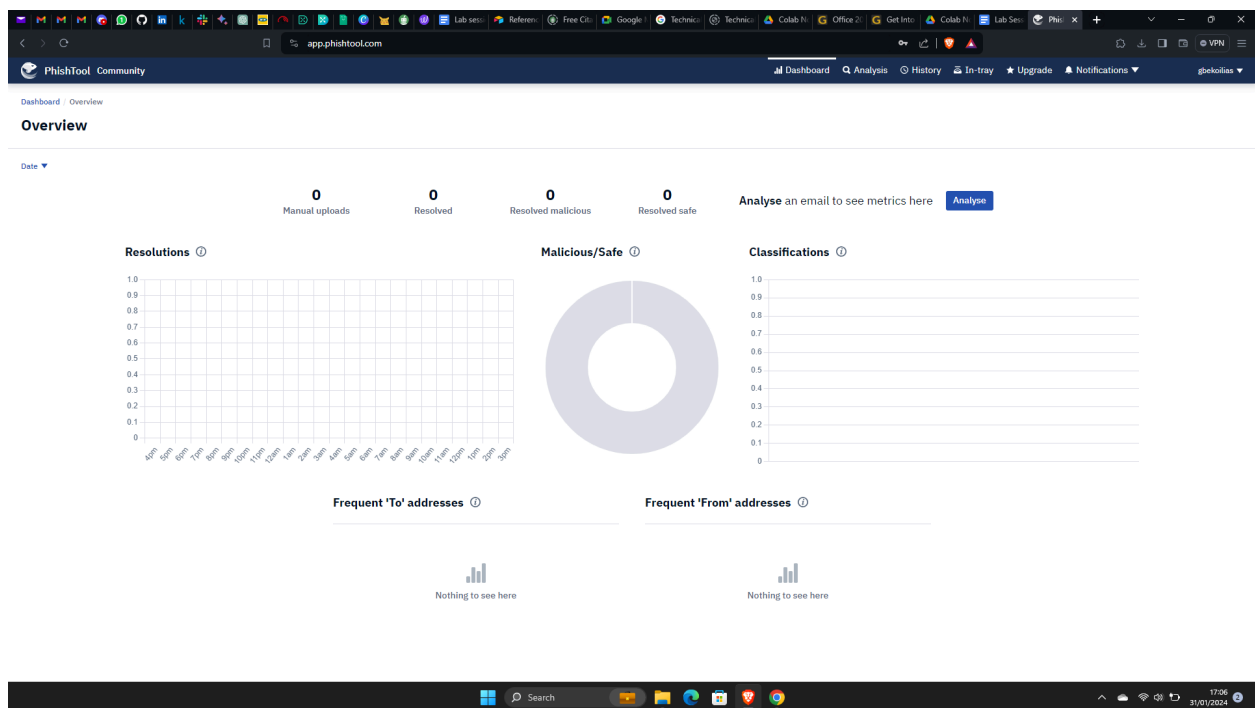 Lab sess
Referenc
Free Cita
Google
Technica
Technica
Colab N
Office 20
Get Into
Colab N
Lab Sess
Phis
app.phishtool.com
VPN
PhishTool Community
Dashboard
Analysis
History
In-tray
Upgrade
Notifications
gbekoilias
Dashboard / Overview
Overview
Date
0
Manual uploads
0
Resolved
0
Resolved malicious
0
Resolved safe
Analyse an email to see metrics here
Analyse
Resolutions
1.0
0.9
0.8
0.7
0.6
0.5
0.4
0.3
0.2
0.1
0
4pm 5pm 6pm 7pm 8pm 9pm 10pm 11pm 12am 1am 2am 3am 4am 5am 6am 7am 8am 9am 10am 11am 12pm 1pm 2pm 3pm
Malicious/Safe
Classifications
1.0
0.9
0.8
0.7
0.6
0.5
0.4
0.3
0.2
0.1
0
Frequent 'To' addresses
Nothing to see here
Frequent 'From' addresses
Nothing to see here
Search
17:06
31/01/2024
2